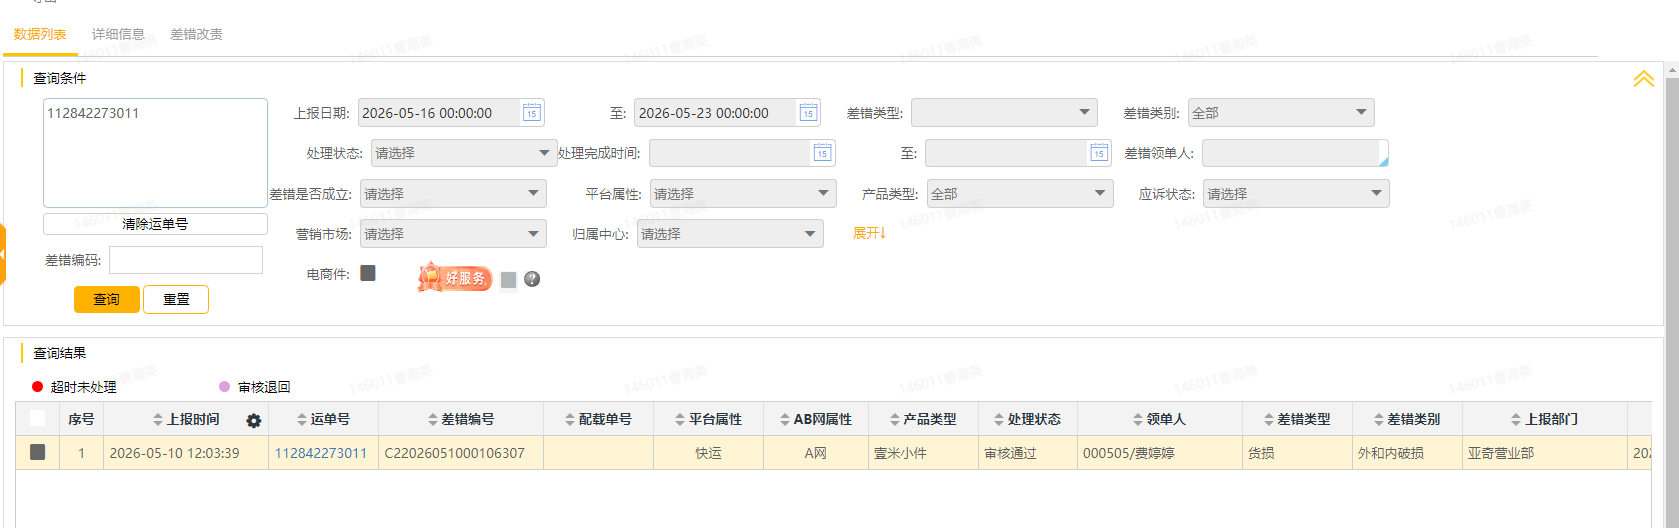 数据列表 详细信息 差错改责
查询条件
112842273011
上报日期: 2026-05-16 00:00:00 至: 2026-05-23 00:00:00 差错类型: 差错类别: 全部
处理状态: 请选择 处理完成时间: 至: 差错领单人:
差错是否成立: 请选择 平台属性: 请选择 产品类型: 全部 应诉状态: 请选择
清除运单号
营销市场: 请选择 归属中心: 请选择 展开↓
差错编码:
电商件: 好服务 ?
查询 重置
查询结果
超时未处理 审核退回
序号 上报时间 运单号 差错编号 配载单号 平台属性 AB网属性 产品类型 处理状态 领单人 差错类型 差错类别 上报部门
1 2026-05-10 12:03:39 112842273011 C22026051000106307 快运 A网 壹米小件 审核通过 000505/费婷婷 货损 外和内破损 亚奇营业部 202
146011曹海英